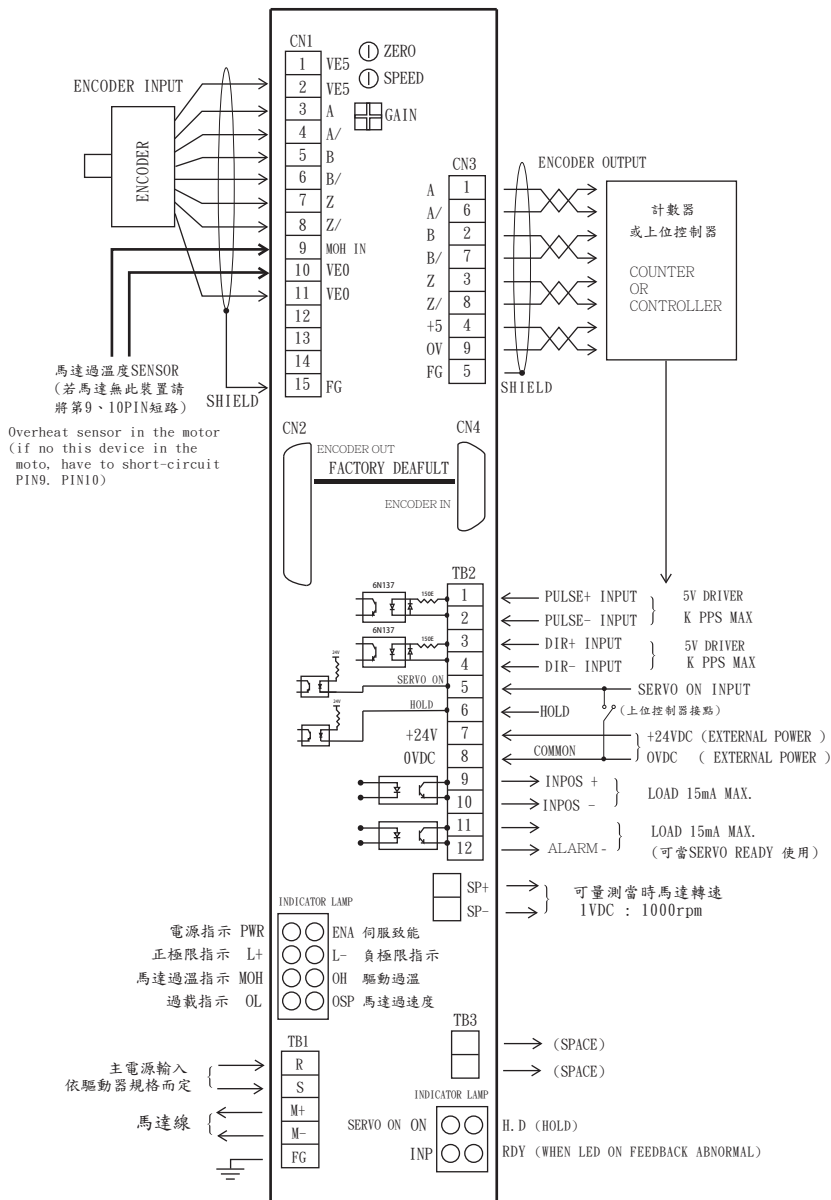 CN1
1 VE5
2 VE5
3 A
4 A/
5 B
6 B/
7 Z
8 Z/
9 MOH IN
10 VE0
11 VE0
12
13
14
15 FG
ZERO
SPEED
GAIN
ENCODER INPUT
ENCODER
SHIELD
馬達過溫度SENSOR
(若馬達無此裝置請
將第9、10PIN短路)
Overheat sensor in the motor
(if no this device in the
moto, have to short-circuit
PIN9. PIN10)
CN3
A 1
A/ 6
B 2
B/ 7
Z 3
Z/ 8
+5 4
OV 9
FG 5
ENCODER OUTPUT
SHIELD
計數器
或上位控制器
COUNTER
OR
CONTROLLER
CN2
CN4
ENCODER OUT
FACTORY DEAFULT
ENCODER IN
TB2
6N137
150E
1
2
6N137
150E
3
4
24V
SERVO ON 5
24V
HOLD 6
+24V 7
0VDC 8
9
10
11
12
PULSE+ INPUT
PULSE- INPUT
5V DRIVER
K PPS MAX
DIR+ INPUT
DIR- INPUT
5V DRIVER
K PPS MAX
SERVO ON INPUT
HOLD
(上位控制器接點)
+24VDC (EXTERNAL POWER )
COMMON
0VDC ( EXTERNAL POWER )
INPOS +
INPOS -
LOAD 15mA MAX.
ALARM -
LOAD 15mA MAX.
(可當SERVO READY 使用)
SP+
SP-
可量測當時馬達轉速
1VDC : 1000rpm
INDICATOR LAMP
電源指示 PWR
ENA 伺服致能
正極限指示 L+
L- 負極限指示
馬達過溫指示 MOH
OH 驅動過溫
過載指示 OL
OSP 馬達過速度
TB3
(SPACE)
(SPACE)
TB1
R
S
M+
M-
FG
主電源輸入
依驅動器規格而定
馬達線
INDICATOR LAMP
SERVO ON ON
H.D (HOLD)
INP
RDY (WHEN LED ON FEEDBACK ABNORMAL)